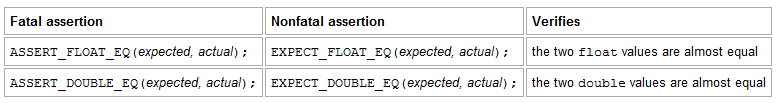 Fatal assertion Nonfatal assertion Verifies
ASSERT_FLOAT_EQ(expected, actual); EXPECT_FLOAT_EQ(expected, actual); the two float values are almost equal
ASSERT_DOUBLE_EQ(expected, actual); EXPECT_DOUBLE_EQ(expected, actual); the two double values are almost equal